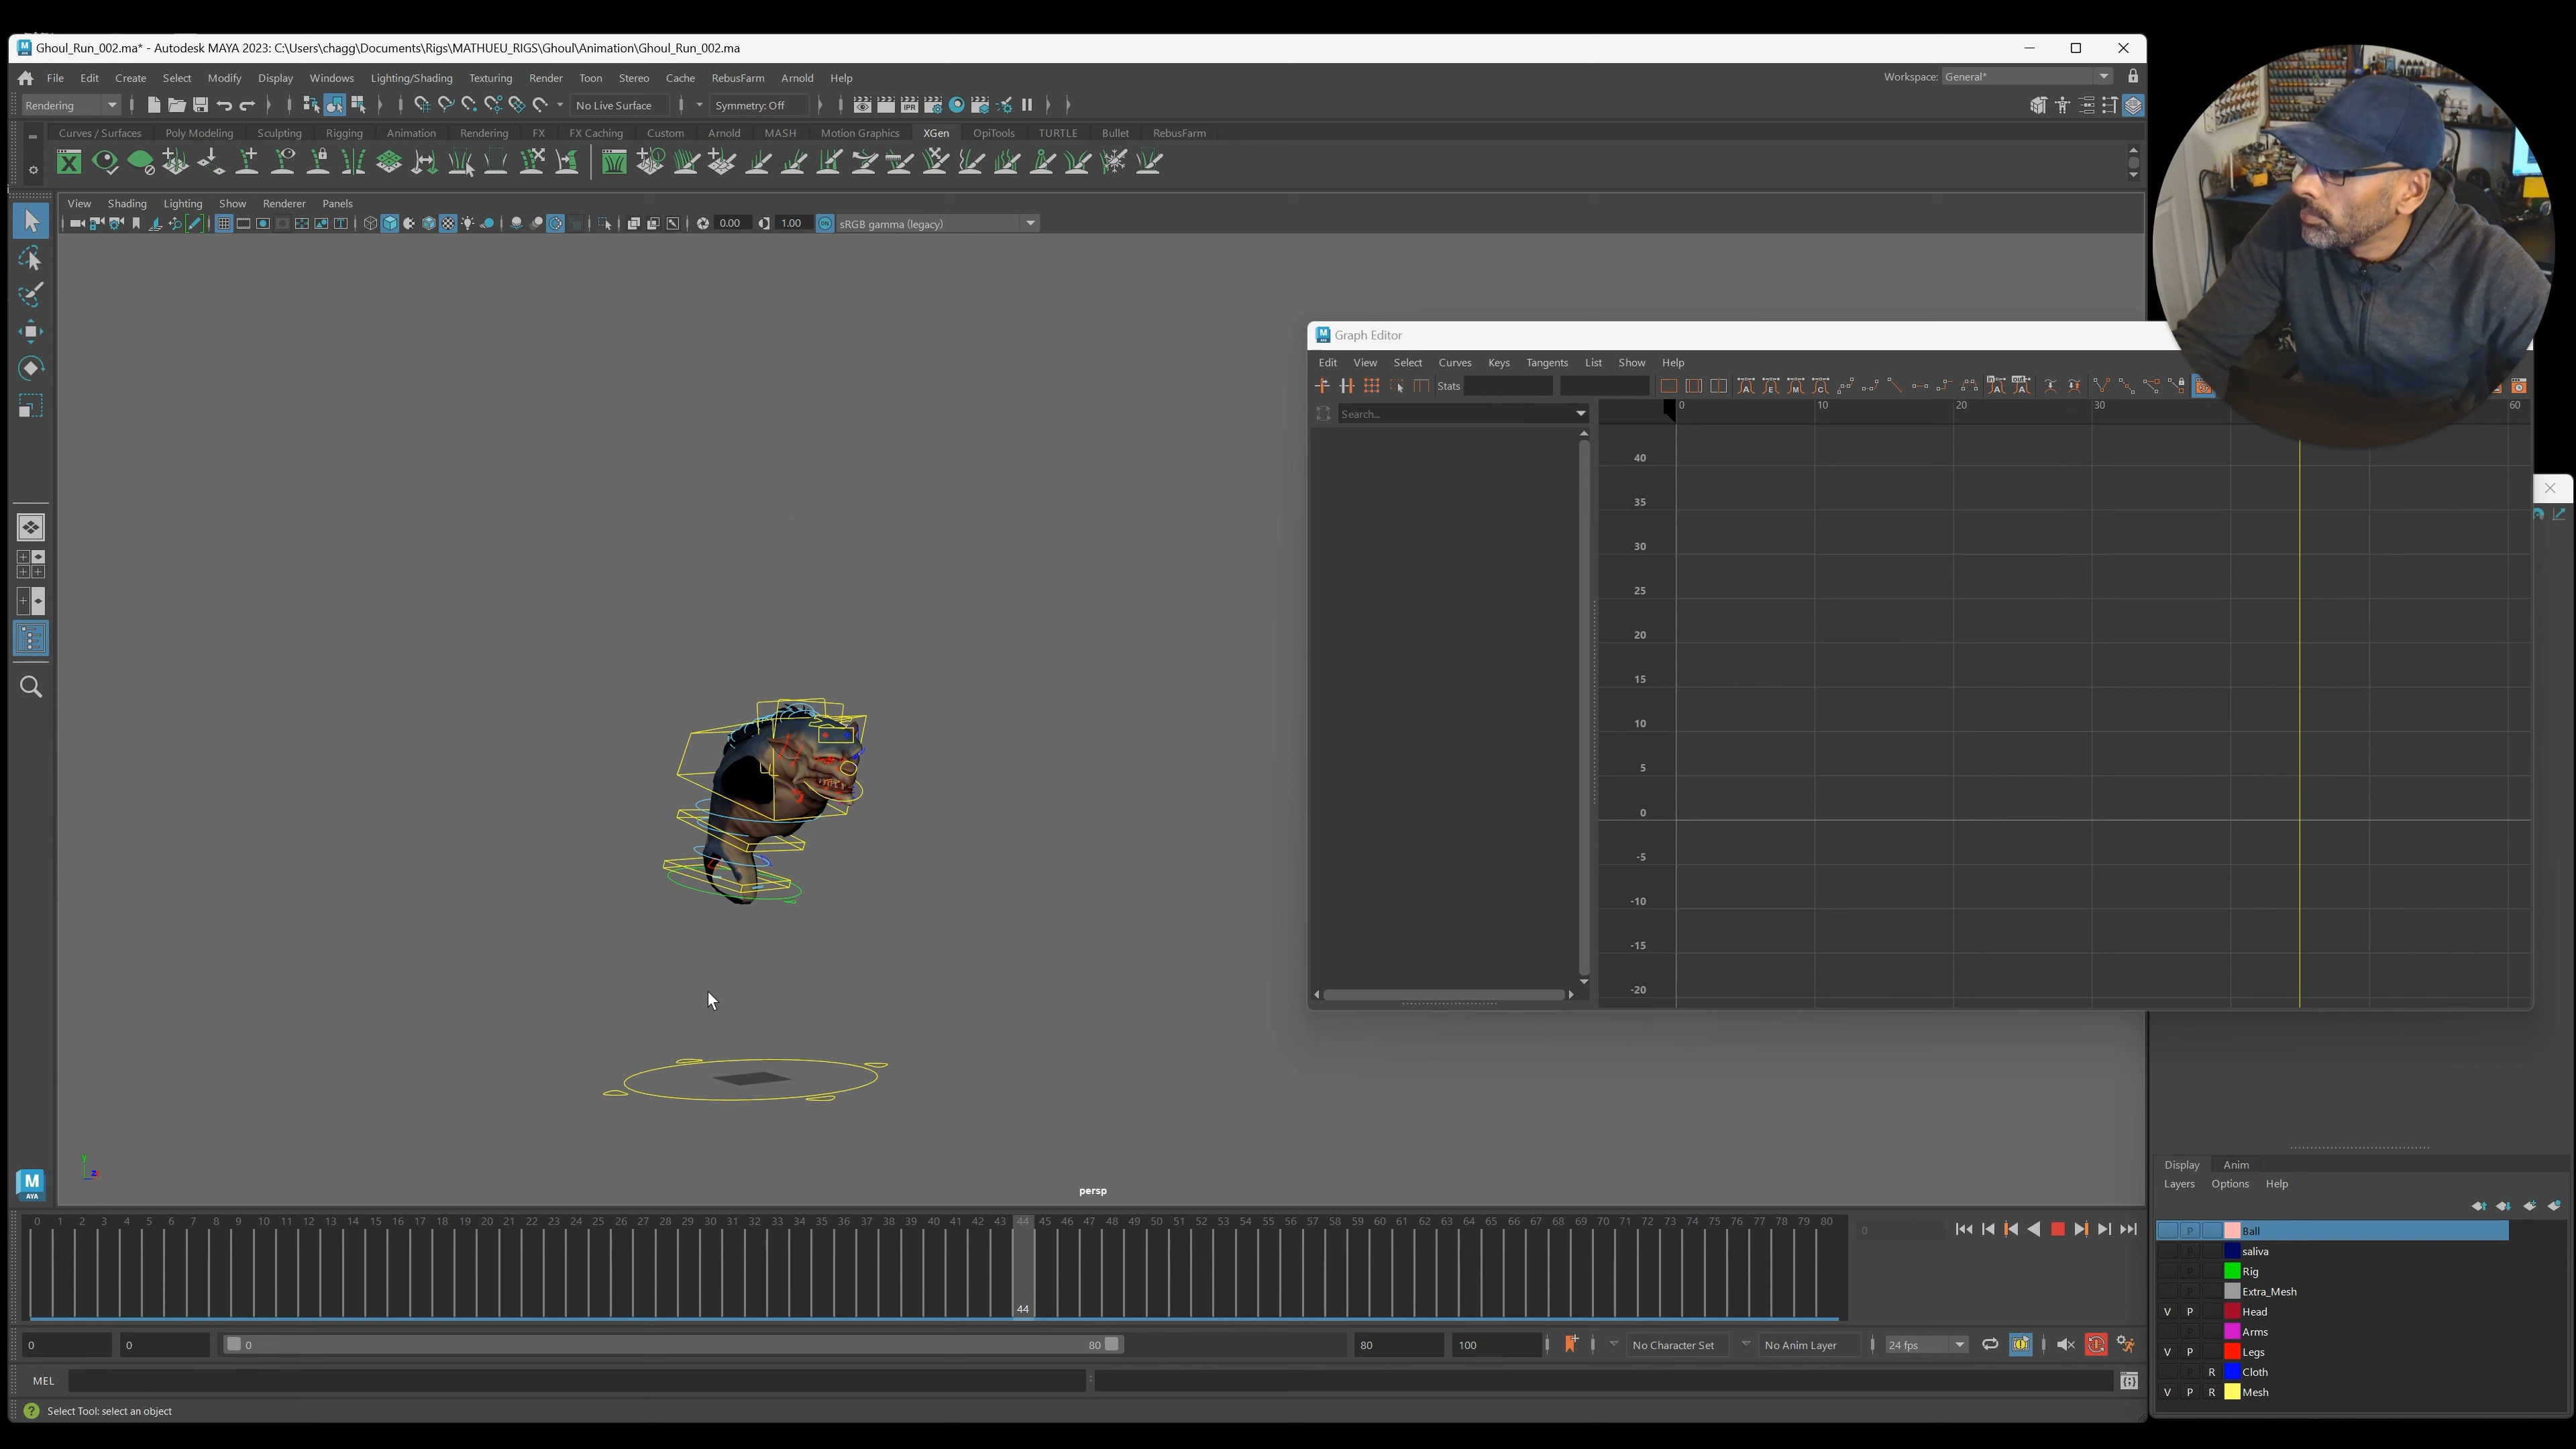 Ghoul_Run_002.ma* - Autodesk MAYA 2023: C:\Users\chagg\Documents\Rigs\MATHUEU_RIGS\Ghoul\Animation\Ghoul_Run_002.ma
File Edit Create Select Modify Display Windows Lighting/Shading Texturing Render Toon Stereo Cache RebusFarm Arnold Help
Workspace: General*
Rendering No Live Surface Symmetry: Off IPR
Curves / Surfaces Poly Modeling Sculpting Rigging Animation Rendering FX FX Caching Custom Arnold MASH Motion Graphics XGen OpiTools TURTLE Bullet RebusFarm
View Shading Lighting Show Renderer Panels
0.00 1.00 ON sRGB gamma (legacy)
Graph Editor
Edit View Select Curves Keys Tangents List Show Help
Stats
Search...
0 10 20 30 60
40
35
30
25
20
15
10
5
0
-5
-10
-15
-20
y
z
persp
M
AYA
Display Anim
Layers Options Help
Ball
saliva
Rig
Extra_Mesh
V P Head
Arms
V P Legs
R Cloth
V P R Mesh
0 1 2 3 4 5 6 7 8 9 10 11 12 13 14 15 16 17 18 19 20 21 22 23 24 25 26 27 28 29 30 31 32 33 34 35 36 37 38 39 40 41 42 43 44 45 46 47 48 49 50 51 52 53 54 55 56 57 58 59 60 61 62 63 64 65 66 67 68 69 70 71 72 73 74 75 76 77 78 79 80
0
44
0 0 0 80 80 100 No Character Set No Anim Layer 24 fps
MEL
Select Tool: select an object